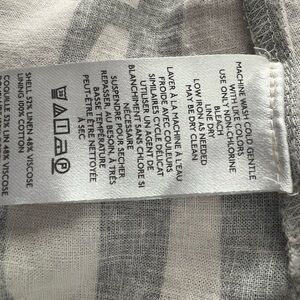 MACHINE WASH COLD GENTLE
WITH LIKE COLORS
USE ONLY NON-CHLORINE
BLEACH
LINE DRY
LOW IRON AS NEEDED
MAY BE DRY CLEAN
LAVER À LA MACHINE À L'EAU
FROIDE AVEC COULEURS
SIMILAIRES CYCLE DÉLICAT
UTILISER UN AGENT DE
BLANCHIMENT SANS CHLORE SI
NÉCESSAIRE
SUSPENDRE POUR SÉCHER
REPASSER, AU BESOIN, À TRÈS
BASSE TEMPÉRATURE
PEUT-ÊTRE ÊTRE NETTOYÉE
À SEC
SHELL 52% LINEN 48% VISCOSE
LINING 100% COTTON
COQUILLE 52% LIN 48% VISCOSE